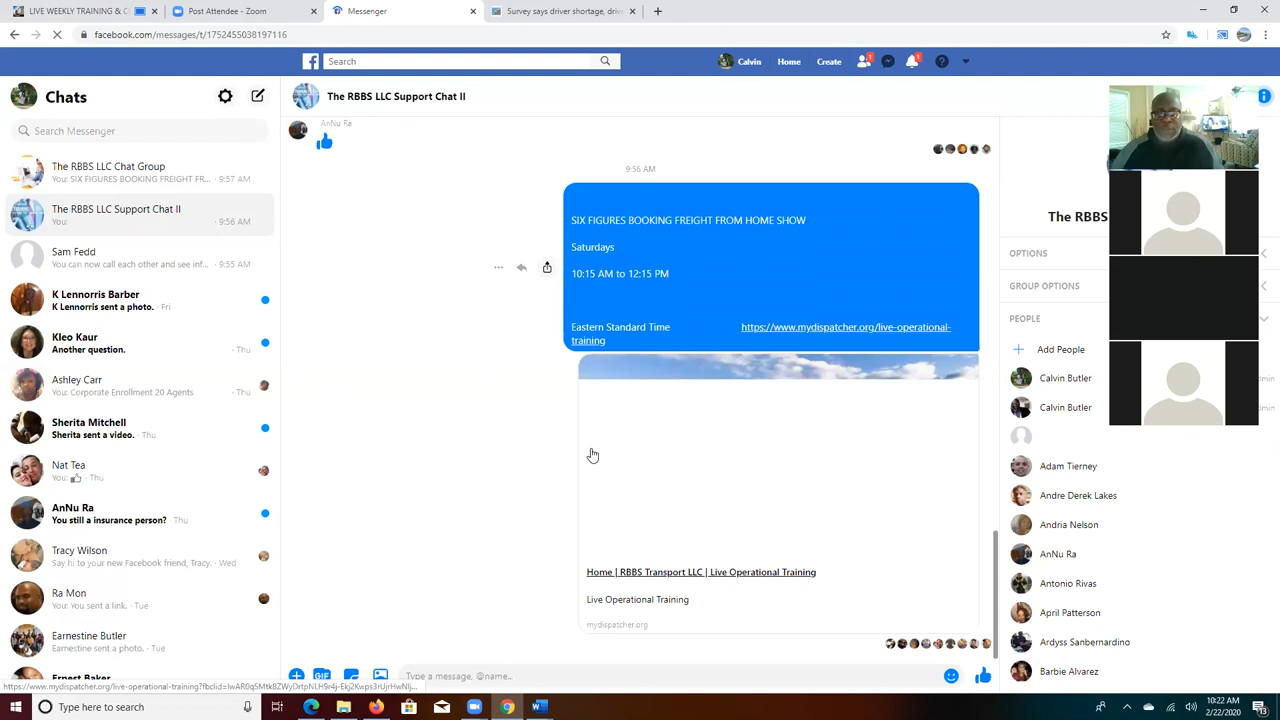 LIVE WEEKLY TRAINING & C
Post Attendee - Zoom
Messenger
Survey says driver shortage, drive
facebook.com/messages/t/1752455038197116
Search
Calvin
Home
Create
1
1
Chats
Search Messenger
The RBBS LLC Chat Group
You: SIX FIGURES BOOKING FREIGHT FR... · 9:57 AM
The RBBS LLC Support Chat II
You: · 9:56 AM
Sam Fedd
You can now call each other and see inf... · 9:55 AM
K Lennorris Barber
K Lennorris sent a photo. · Fri
Kleo Kaur
Another question. · Thu
Ashley Carr
You: Corporate Enrollment 20 Agents · Thu
Sherita Mitchell
Sherita sent a video. · Thu
Nat Tea
You: · Thu
AnNu Ra
You still a insurance person? · Thu
Tracy Wilson
Say hi to your new Facebook friend, Tracy. · Wed
Ra Mon
You: You sent a link. · Tue
Earnestine Butler
Earnestine sent a photo. · Tue
Ernest Baker
The RBBS LLC Support Chat II
AnNu Ra
9:56 AM
SIX FIGURES BOOKING FREIGHT FROM HOME SHOW
Saturdays
10:15 AM to 12:15 PM
Eastern Standard Time https://www.mydispatcher.org/live-operational-
training
Home | RBBS Transport LLC | Live Operational Training
Live Operational Training
mydispatcher.org
GIF
Type a message, @name...
The RBBS
OPTIONS
GROUP OPTIONS
PEOPLE
Add People
Calvin Butler
Calvin Butler
Adam Tierney
Andre Derek Lakes
Andria Nelson
AnNu Ra
Antonio Rivas
April Patterson
Ardyss Sanbernardino
Barbie Alvarez
Type here to search
10:22 AM
2/22/2020
13